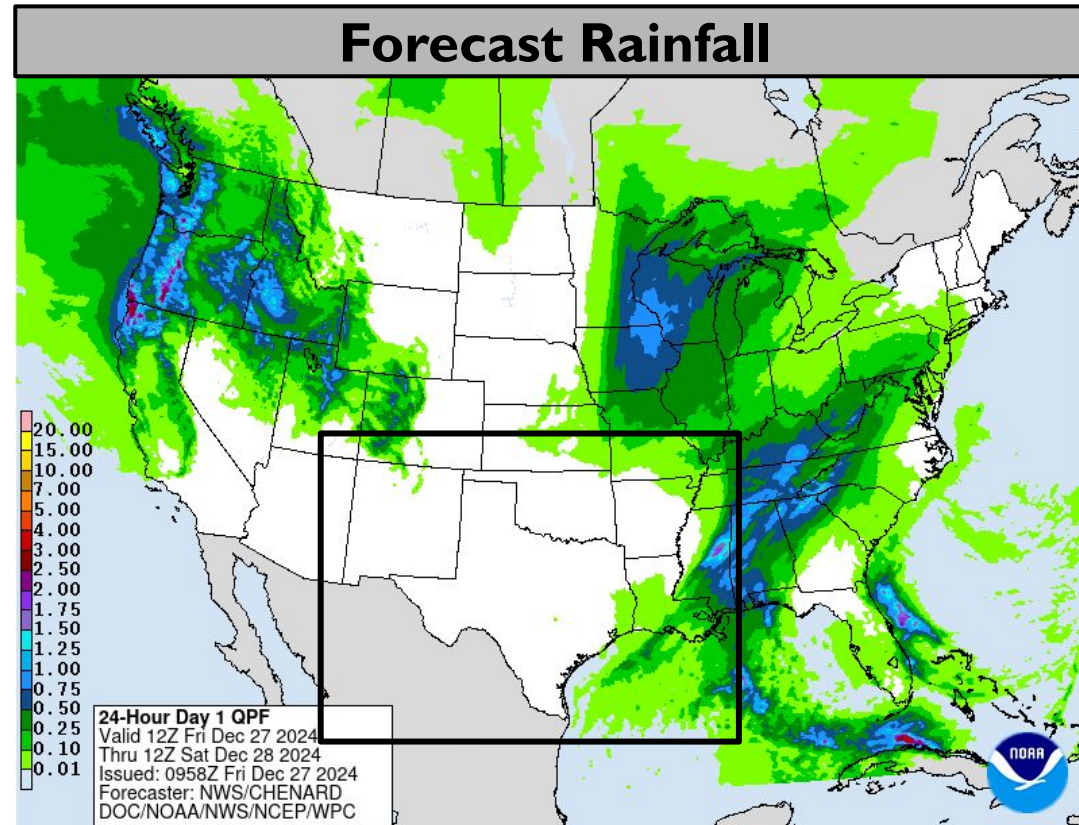 Forecast Rainfall
20.00
15.00
10.00
7.00
5.00
4.00
3.00
2.50
2.00
1.75
1.50
1.25
1.00
0.75
0.50
0.25
0.10
0.01
24-Hour Day 1 QPF
Valid 12Z Fri Dec 27 2024
Thru 12Z Sat Dec 28 2024
Issued: 0958Z Fri Dec 27 2024
Forecaster: NWS/CHENARD
DOC/NOAA/NWS/NCEP/WPC
NOAA